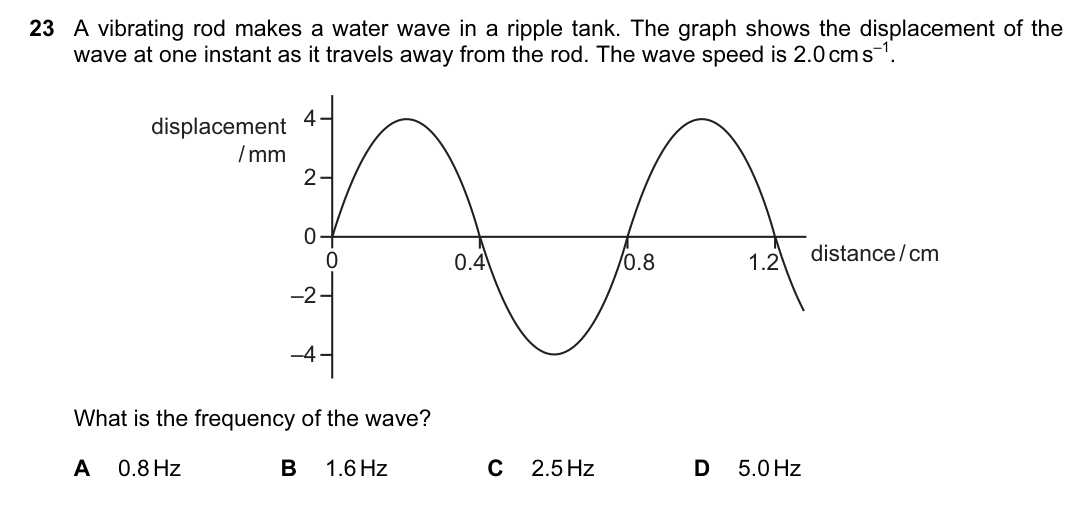 23 A vibrating rod makes a water wave in a ripple tank. The graph shows the displacement of the
wave at one instant as it travels away from the rod. The wave speed is 2.0 cm s⁻¹.
displacement
/ mm
4
2
0
–2
–4
0 0.4 0.8 1.2
distance / cm
What is the frequency of the wave?
A 0.8 Hz B 1.6 Hz C 2.5 Hz D 5.0 Hz